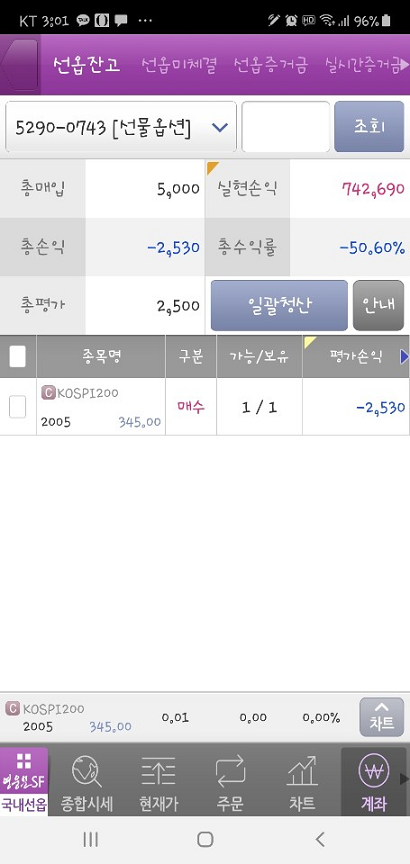 KT 3:01 96%
선옵잔고 선옵미체결 선옵증거금 실시간증거금
5290-0743 [선물옵션] 조회
총매입 5,000 실현손익 742,690
총손익 -2,530 총수익률 -50.60%
총평가 2,500 일괄청산 안내
종목명 구분 가능/보유 평가손익
C KOSPI200
2005 345.00 매수 1 / 1 -2,530
C KOSPI200
2005 345.00 0.01 0.00 0.00% 차트
영웅문SF
국내선옵 종합시세 현재가 주문 차트 계좌